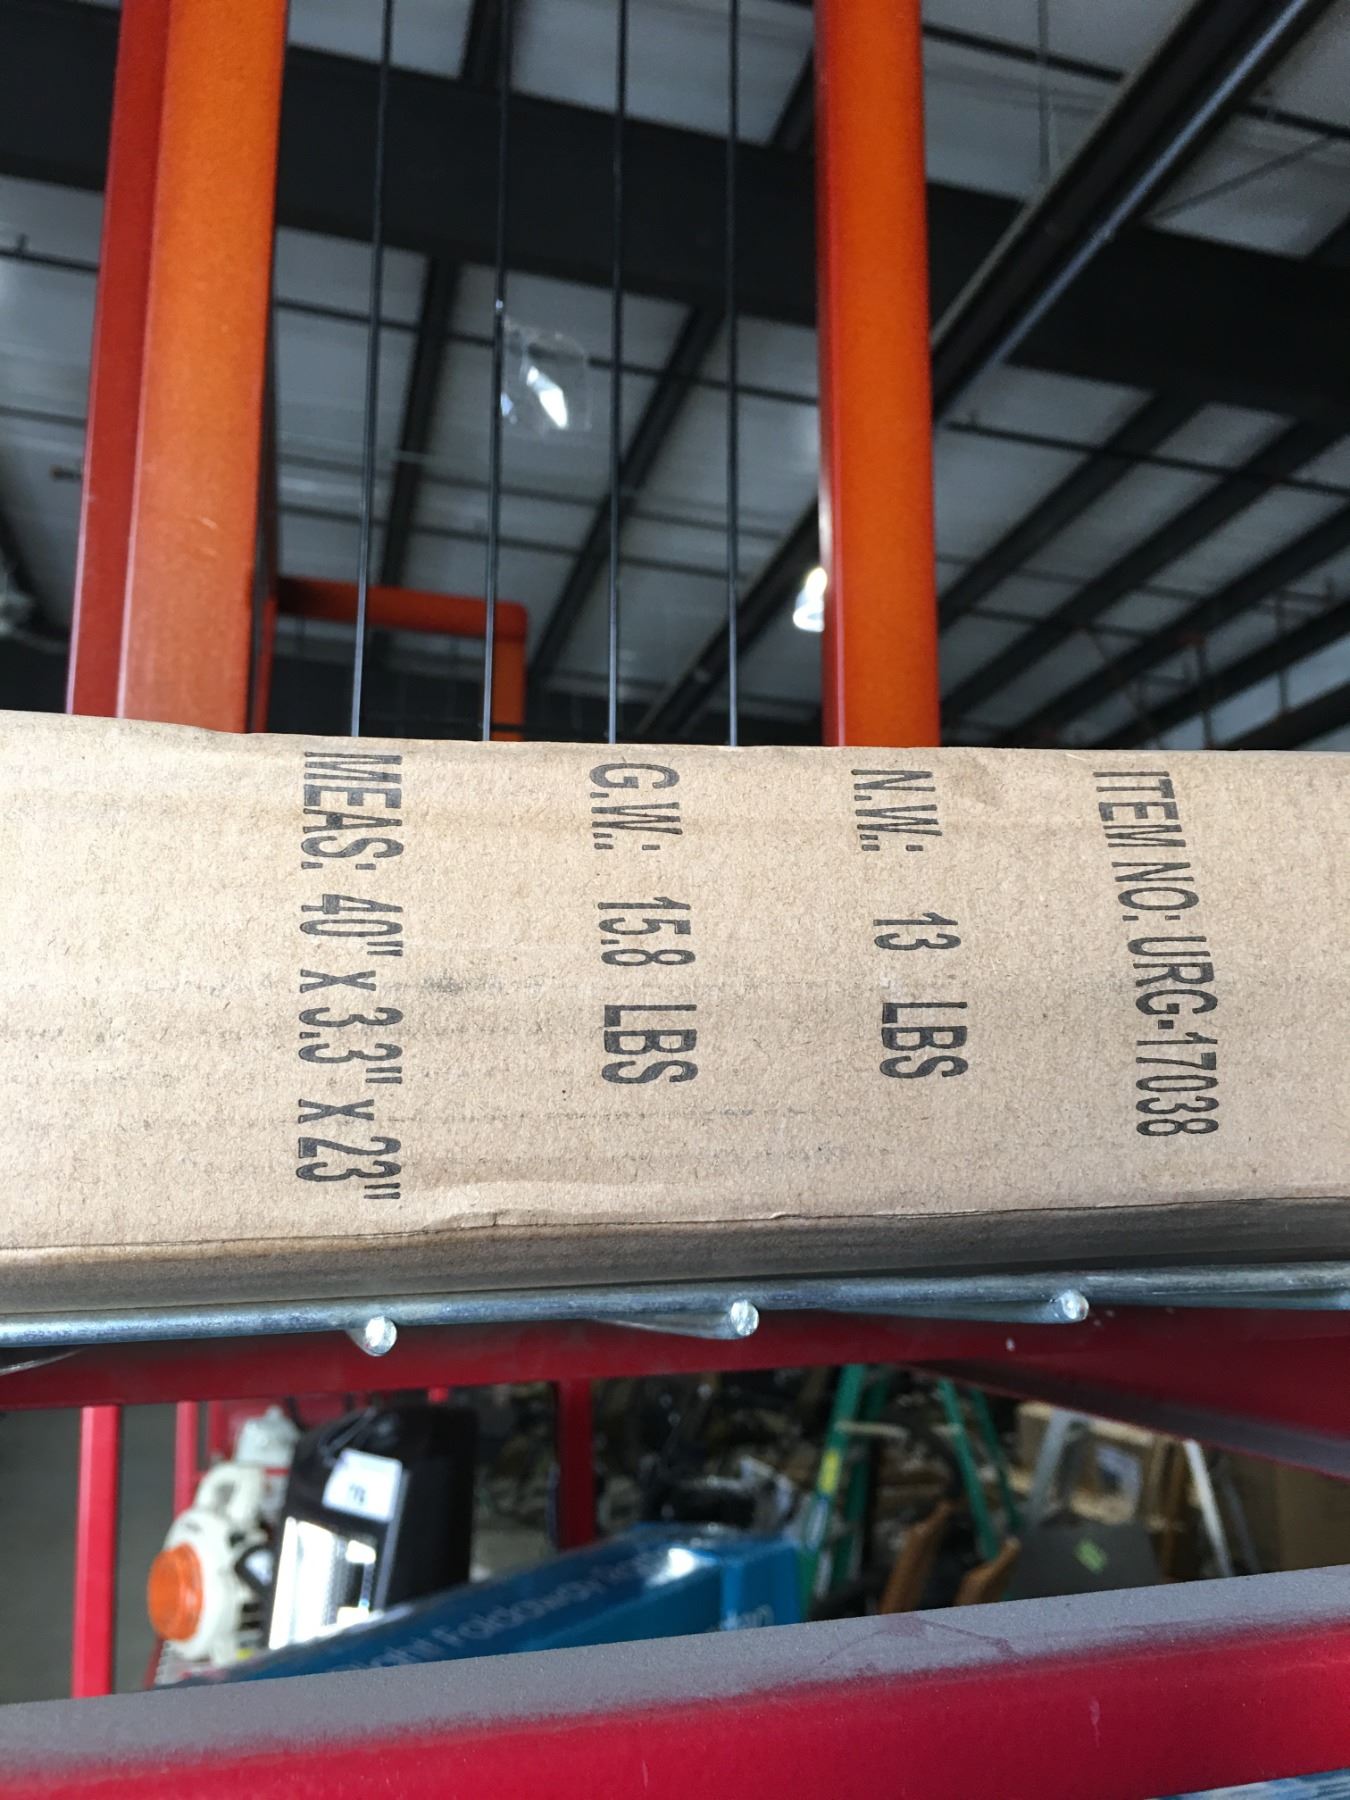 ITEM NO.: URG-17038
N.W.: 13 LBS
G.W.: 15.8 LBS
MEAS: 40" X 3.3" X 23"